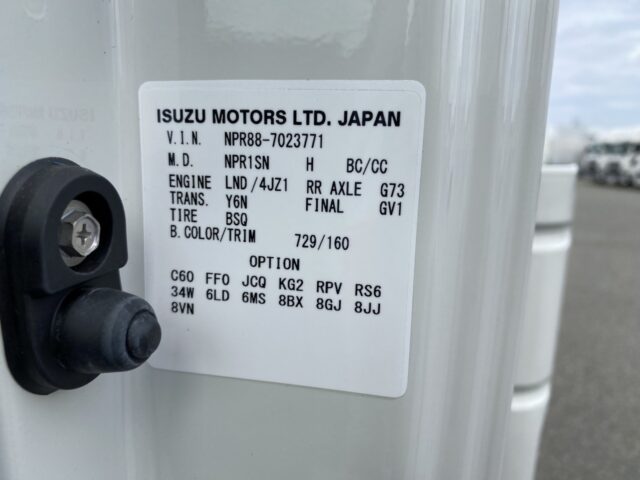 ISUZU MOTORS LTD. JAPAN
V.I.N. NPR88-7023771
M.D. NPR1SN H BC/CC
ENGINE LND/4JZ1 RR AXLE G73
TRANS. Y6N FINAL GV1
TIRE BSQ
B.COLOR/TRIM 729/160
OPTION
C60 FF0 JCQ KG2 RPV RS6
34W 6LD 6MS 8BX 8GJ 8JJ
8VN